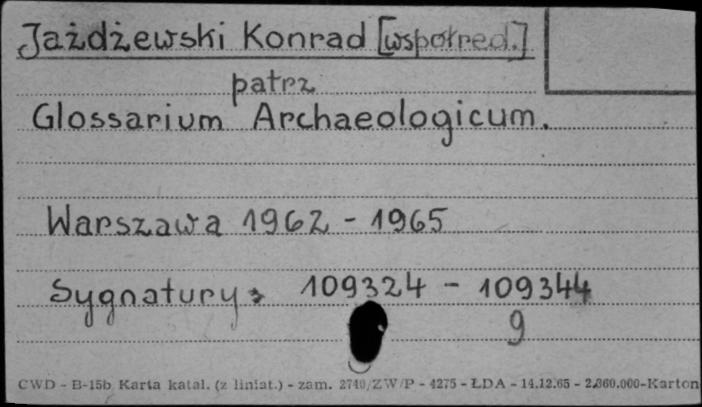 Jażdżewski Konrad [współred.]
patrz
Glossarium Archaeologicum.
Warszawa 1962 - 1965
Sygnatury: 109324 - 109344
9
CWD - B-15b Karta katal. (z liniat.) - zam. 2740/ZW/P - 4275 - ŁDA - 14.12.65 - 2.360.000-Karton